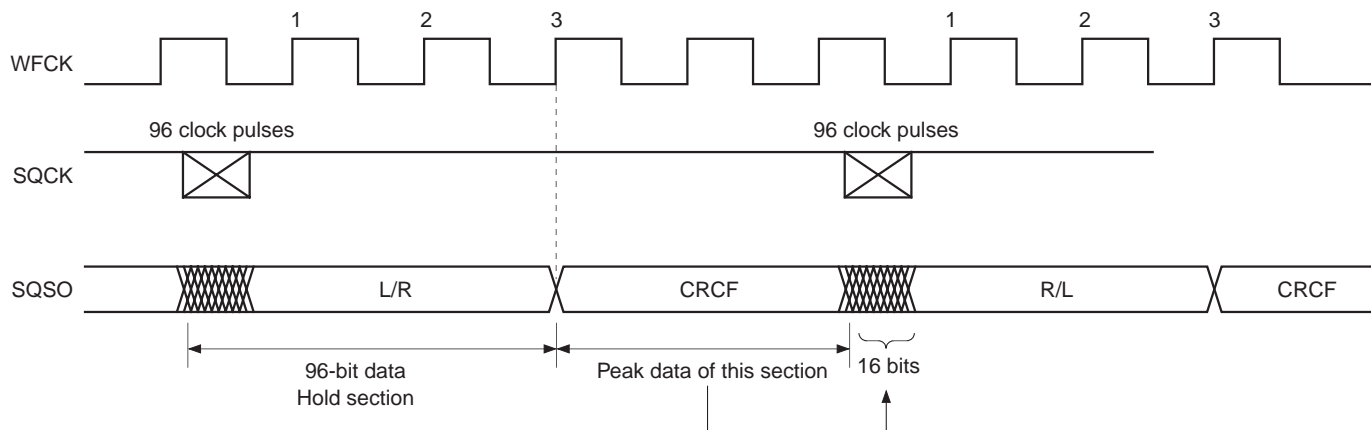 1 2 3 1 2 3
WFCK
96 clock pulses 96 clock pulses
SQCK
SQSO L/R CRCF R/L CRCF
96-bit data Peak data of this section 16 bits
Hold section